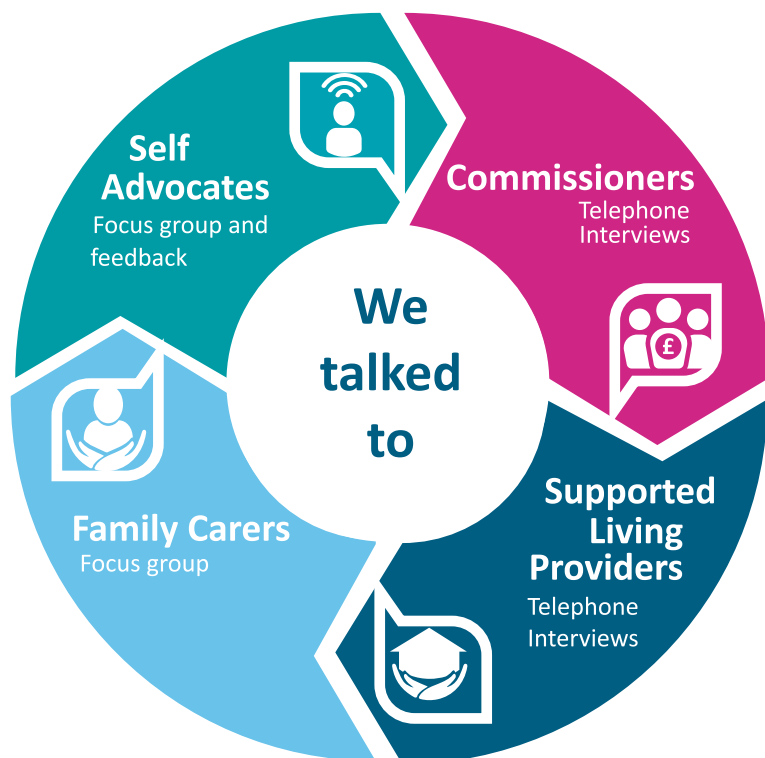 We
talked
to
Commissioners
Telephone
Interviews
£
Supported
Living
Providers
Telephone
Interviews
Family Carers
Focus group
Self
Advocates
Focus group and
feedback